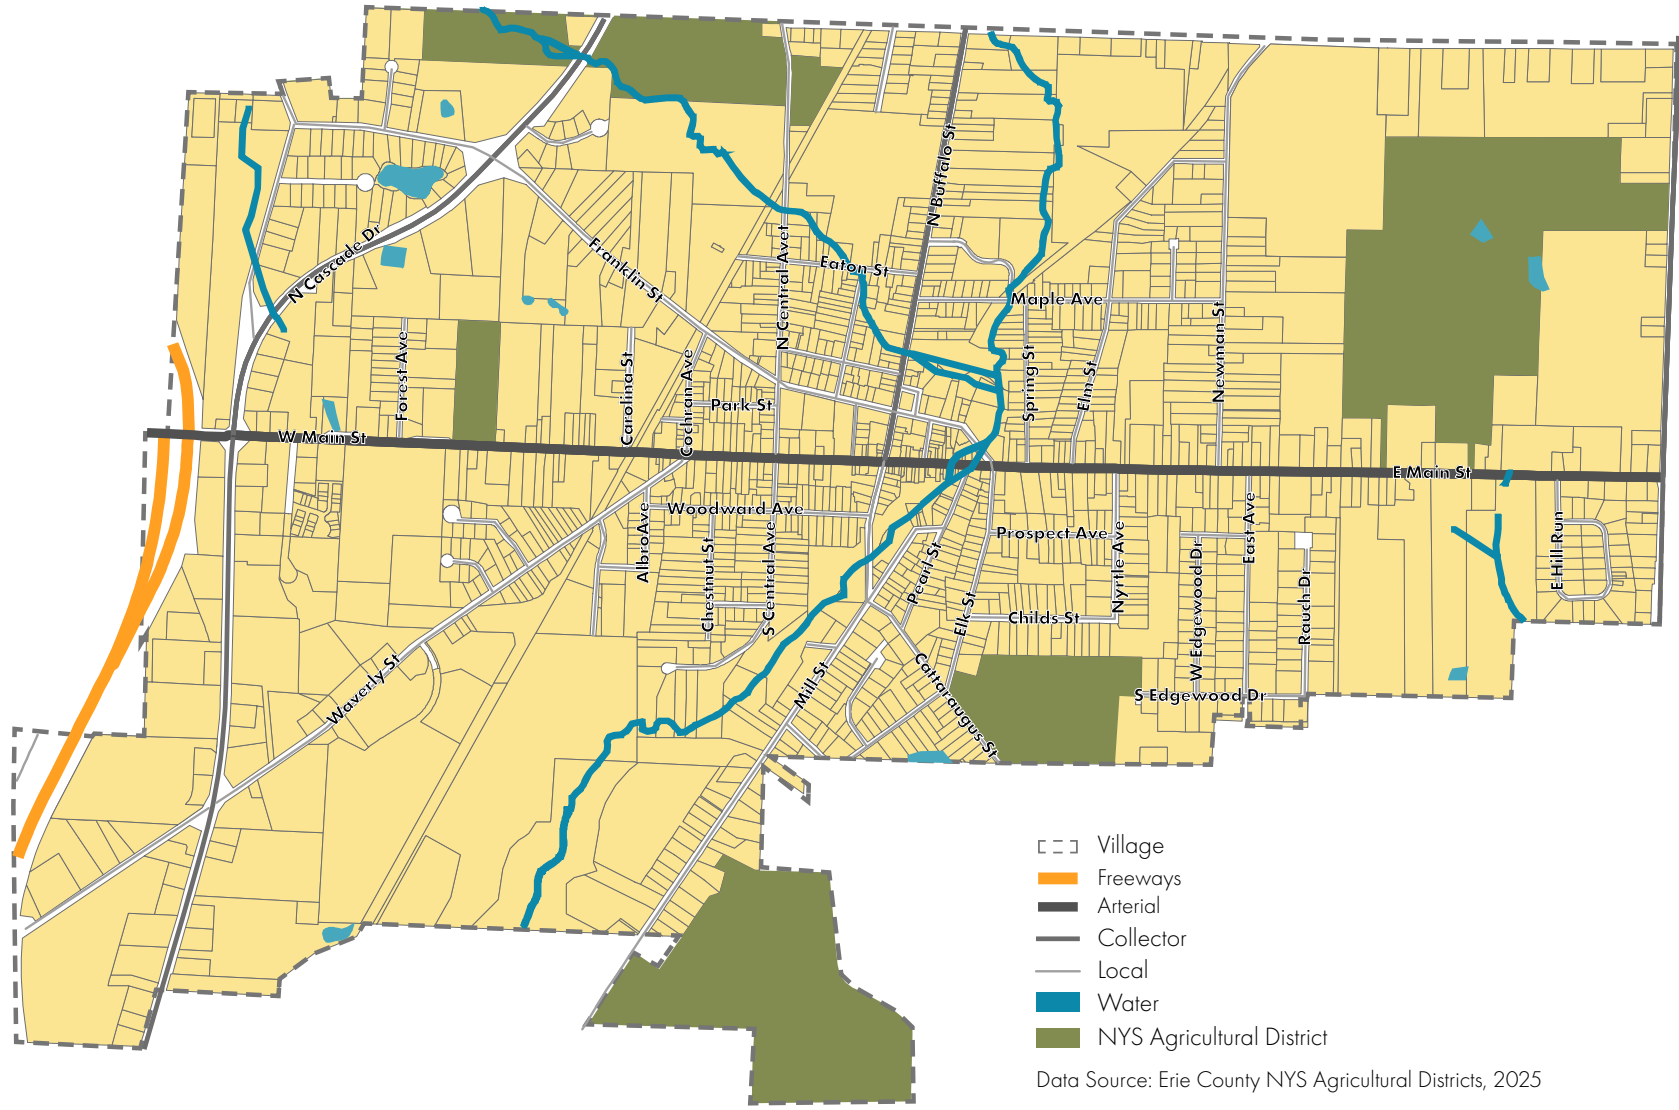 N Buffalo St
N Cascade Dr
Franklin St
N Central Avet
Eaton St
Maple Ave
Forest Ave
Carolina St
Cochran Ave
Park St
Spring St
Elm St
Newman St
W Main St
E Main St
Woodward Ave
Albro Ave
Chestnut St
S Central Ave
Pearl St
Elk St
Prospect Ave
Nyrtle Ave
Childs St
W Edgewood Dr
East Ave
Rauch Dr
E Hill Run
Waverly St
Mill St
Cattaraugus St
S Edgewood Dr
Village
Freeways
Arterial
Collector
Local
Water
NYS Agricultural District
Data Source: Erie County NYS Agricultural Districts, 2025